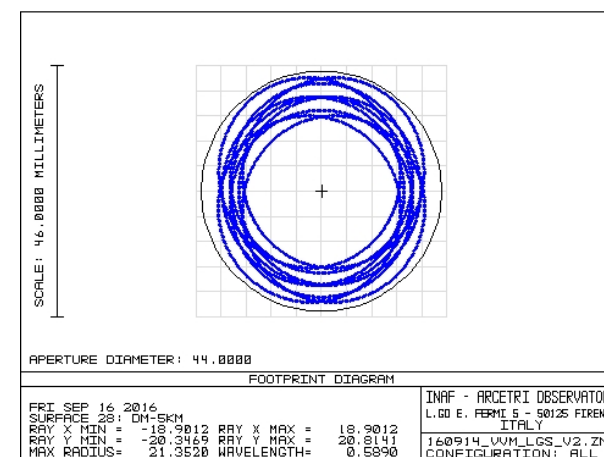 SCALE: 46.0000 MILLIMETERS
APERTURE DIAMETER: 44.0000
FOOTPRINT DIAGRAM
FRI SEP 16 2016
SURFACE 28: DM-5KM
RAY X MIN = -18.9012 RAY X MAX = 18.9012
RAY Y MIN = -20.3469 RAY Y MAX = 20.8141
MAX RADIUS= 21.3520 WAVELENGTH= 0.5890
INAF - ARCETRI OBSERVATO
L.GO E. FERMI 5 - 50125 FIREN
ITALY
160914_VVM_LGS_V2.ZM
CONFIGURATION: ALL